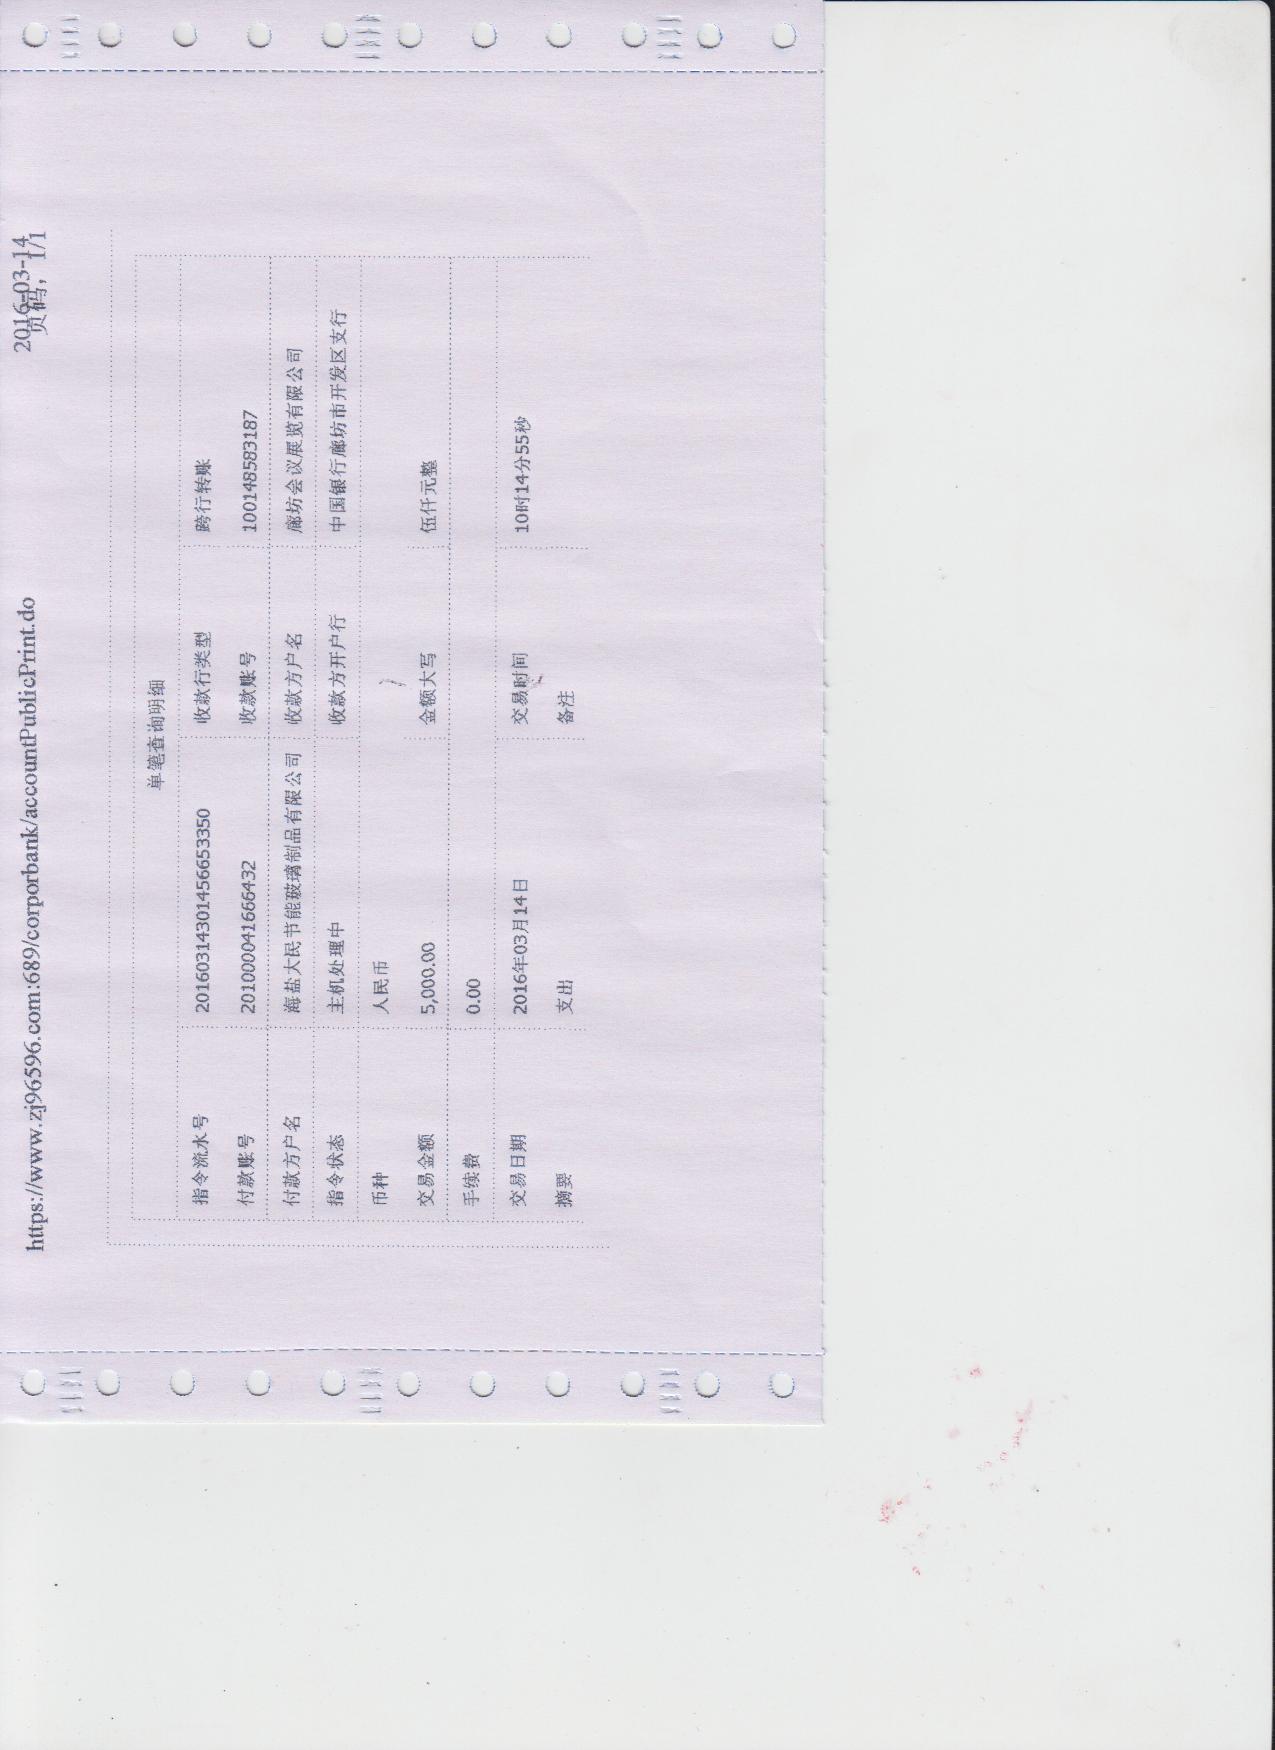 https://www.zj96596.com:689/corporbank/accountPublicPrint.do 2016-03-14
页码, 1/1
单笔查询明细
指令流水号 20160314301456653350 收款行类型 跨行转账
付款账号 201000041666432 收款账号 100148583187
付款方户名 海盐大民节能玻璃制品有限公司 收款方户名 廊坊会议展览有限公司
指令状态 主机处理中 收款方开户行 中国银行廊坊市开发区支行
币种 人民币
交易金额 5,000.00 金额大写 伍仟元整
手续费 0.00
交易日期 2016年03月14日 交易时间 10时14分55秒
摘要 支出 备注